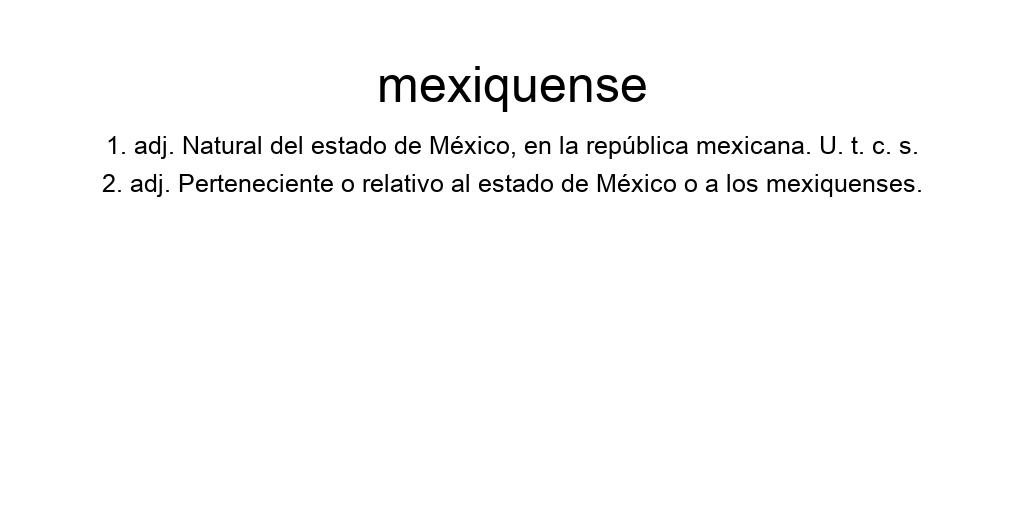 mexiquense
1. adj. Natural del estado de México, en la república mexicana. U. t. c. s.
2. adj. Perteneciente o relativo al estado de México o a los mexiquenses.